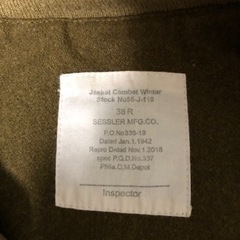 Jacket Combat Winter
Stock No55-J-119
38 R
SESSLER MFG.CO.
P.O.No335-19
Dated Jan.1.1942
Repro Dated Nov.1.2018
spec P.Q.D.No.337
Phila.Q.M.Depot
Inspector